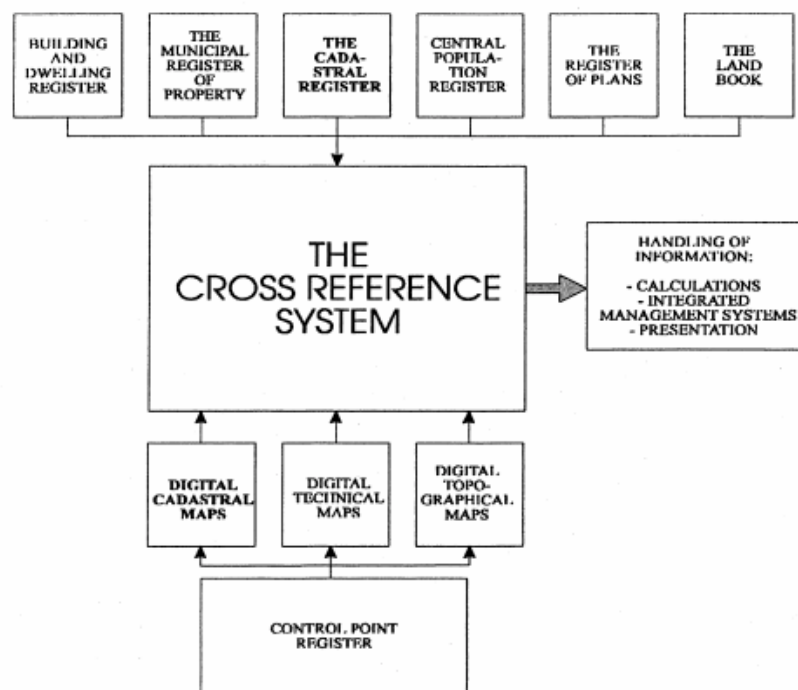 BUILDING
AND
DWELLING
REGISTER
THE
MUNICIPAL
REGISTER
OF
PROPERTY
THE
CADA-
STRAL
REGISTER
CENTRAL
POPULA-
TION
REGISTER
THE
REGISTER
OF PLANS
THE
LAND
BOOK
THE
CROSS REFERENCE
SYSTEM
HANDLING OF
INFORMATION:
- CALCULATIONS
- INTEGRATED
MANAGEMENT SYSTEMS
- PRESENTATION
DIGITAL
CADASTRAL
MAPS
DIGITAL
TECHNICAL
MAPS
DIGITAL
TOPO-
GRAPHICAL
MAPS
CONTROL POINT
REGISTER